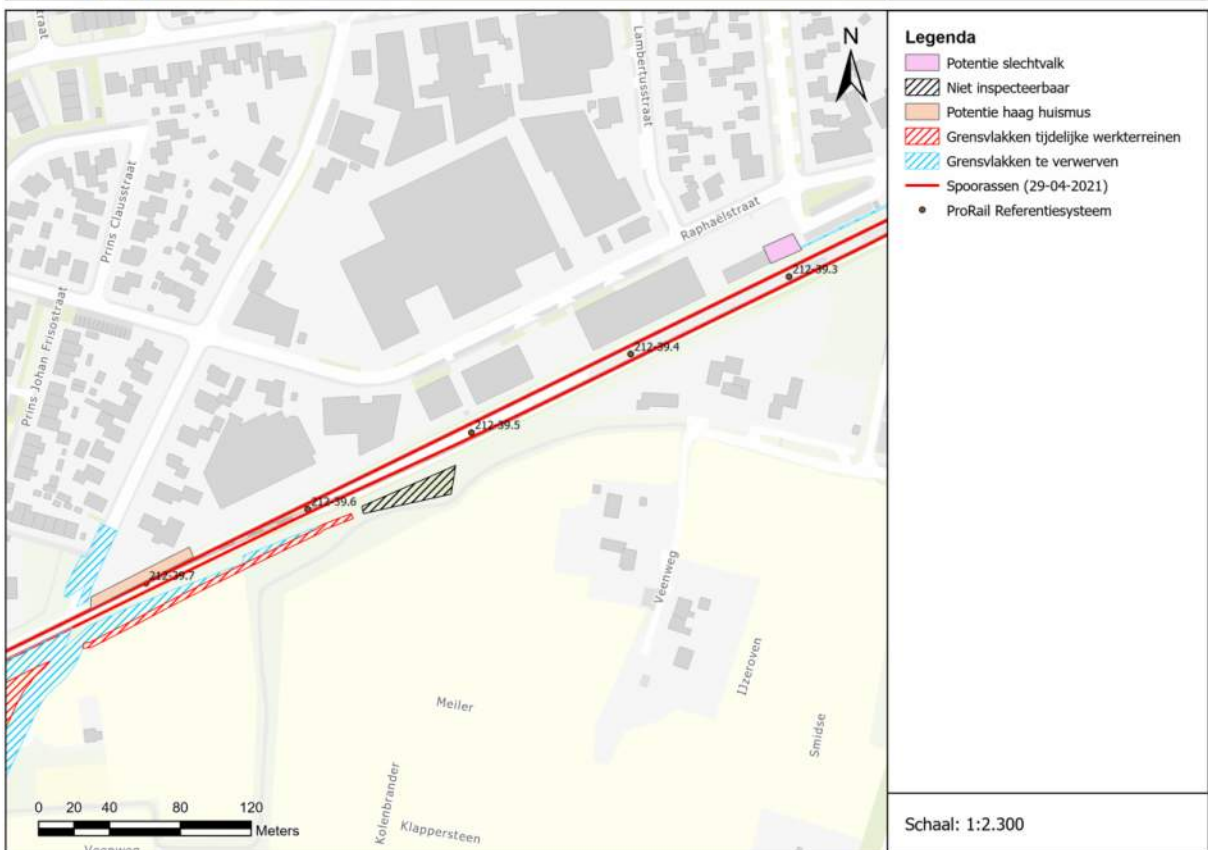 straat
Lambertusstraat
N
Prins Clausstraat
Raphaëlstraat
212-39.3
Prins Johan Frisostraat
212-39.4
212-39.5
212-39.6
212-39.7
Veenweg
IJzeroven
Meiler
Smidse
Kolenbrander
Klappersteen
0 20 40 80 120
Meters
Veenweg
Legenda
Potentie slechtvalk
Niet inspecteerbaar
Potentie haag huismus
Grensvlakken tijdelijke werkterreinen
Grensvlakken te verwerven
Spoorassen (29-04-2021)
ProRail Referentiesysteem
Schaal: 1:2.300